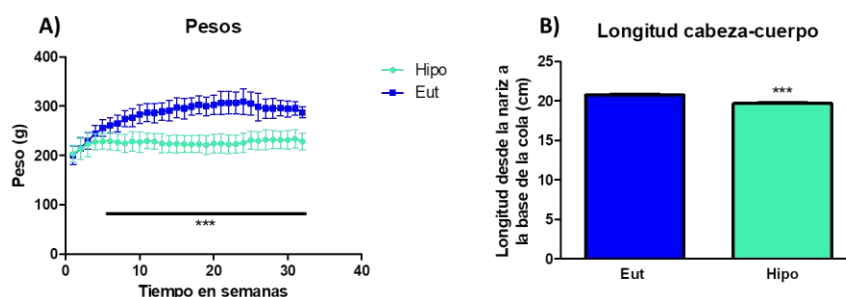 A)
Pesos
Peso (g)
400
300
200
100
0
***
0
10
20
30
40
Tiempo en semanas
Hipo
Eut
B)
Longitud cabeza-cuerpo
Longitud desde la nariz a
la base de la cola (cm)
25
20
15
10
5
0
***
Eut
Hipo